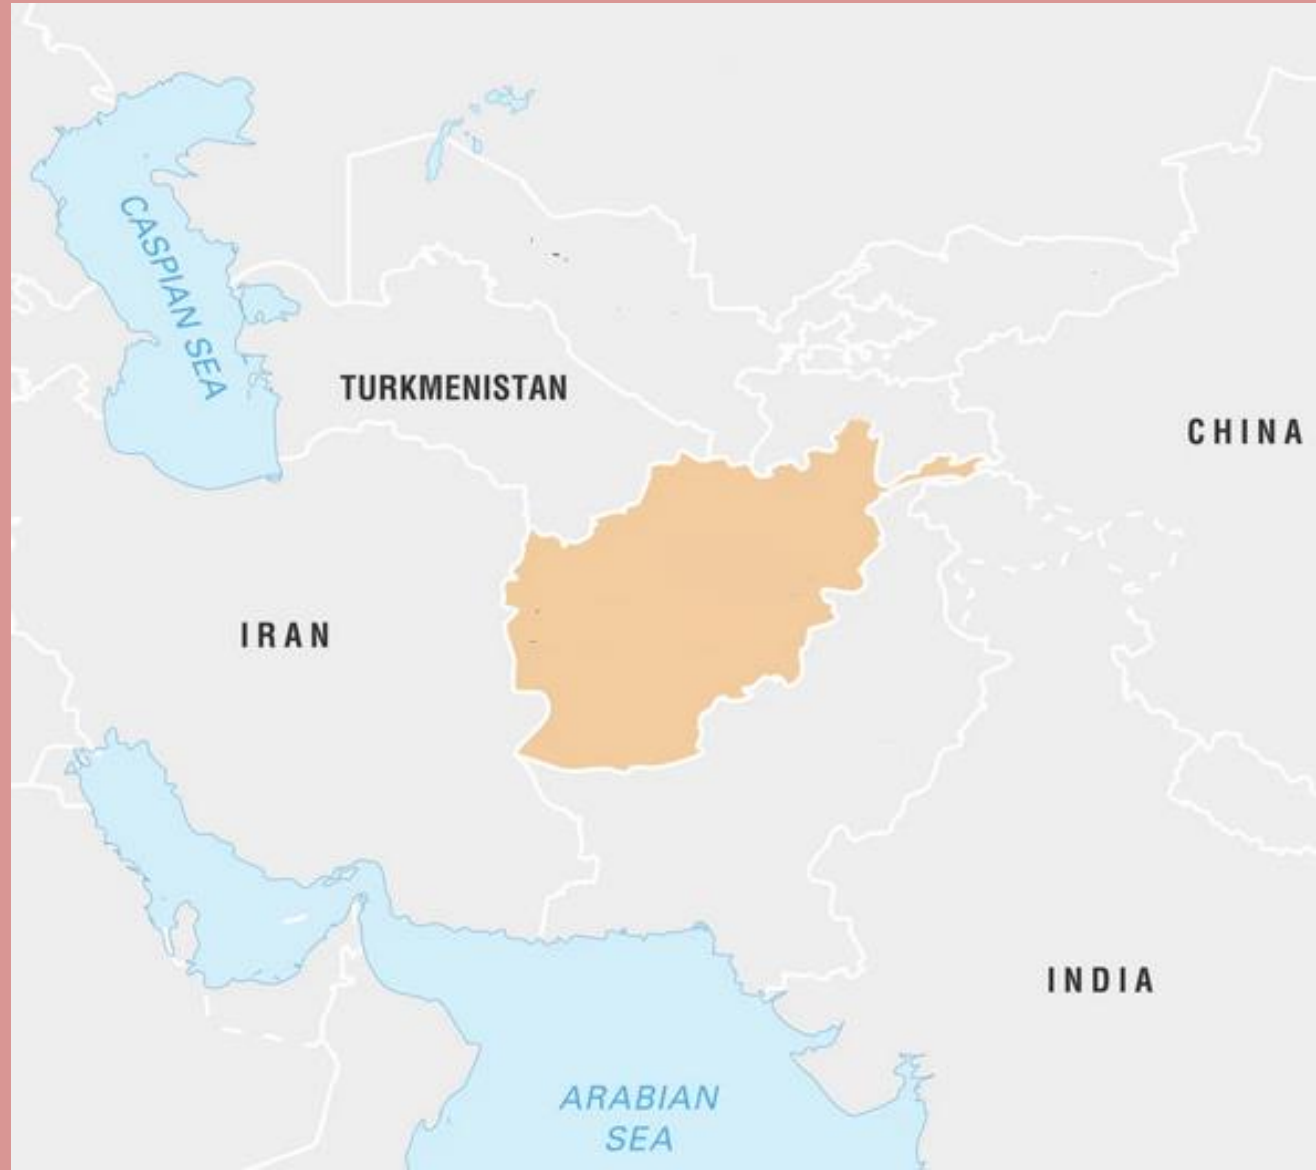 CASPIAN SEA
TURKMENISTAN
CHINA
IRAN
INDIA
ARABIAN
SEA